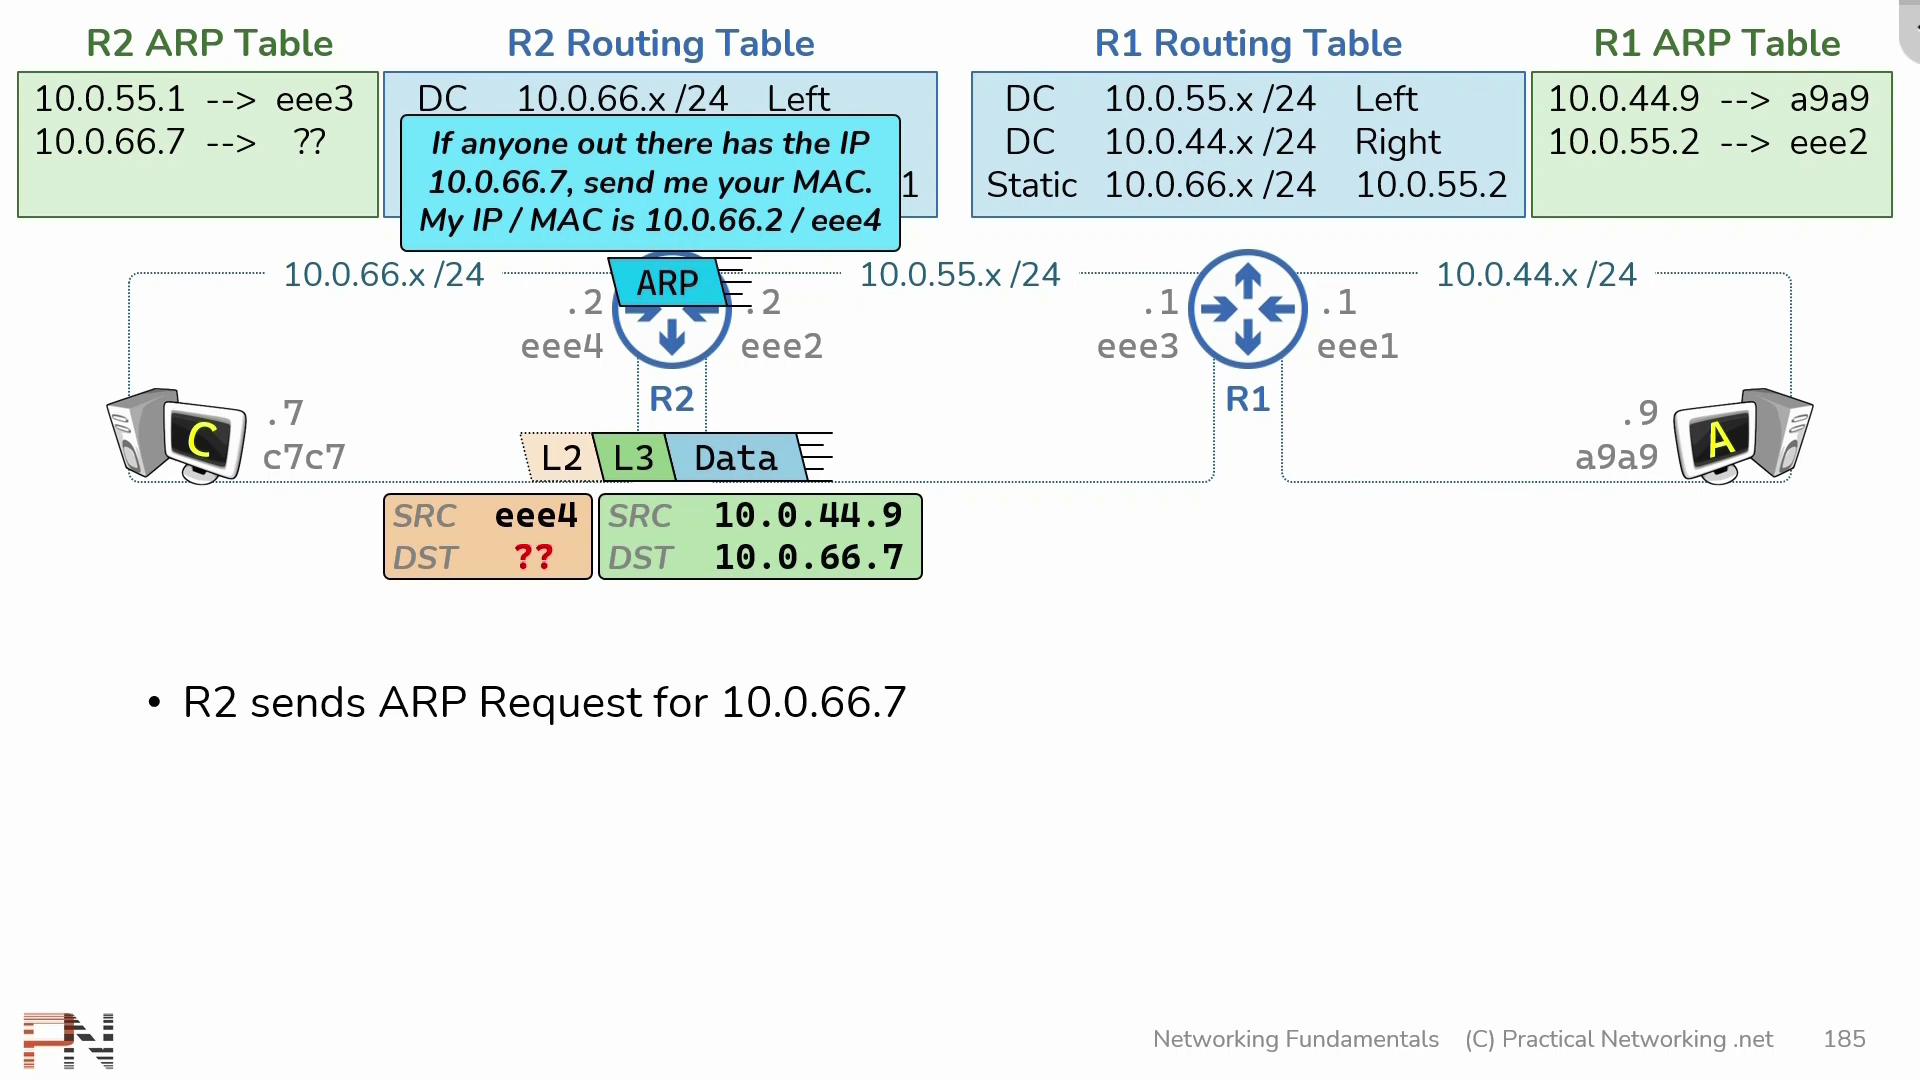 R2 ARP Table
10.0.55.1 --> eee3
10.0.66.7 --> ??
R2 Routing Table
DC 10.0.66.x /24 Left
1
If anyone out there has the IP
10.0.66.7, send me your MAC.
My IP / MAC is 10.0.66.2 / eee4
R1 Routing Table
DC 10.0.55.x /24 Left
DC 10.0.44.x /24 Right
Static 10.0.66.x /24 10.0.55.2
R1 ARP Table
10.0.44.9 --> a9a9
10.0.55.2 --> eee2
10.0.66.x /24
ARP
10.0.55.x /24
10.0.44.x /24
.2
.2
.1
.1
eee4
eee2
eee3
eee1
R2
R1
C
.7
c7c7
.9
a9a9
A
L2 L3 Data
SRC eee4
DST ??
SRC 10.0.44.9
DST 10.0.66.7
• R2 sends ARP Request for 10.0.66.7
PN
Networking Fundamentals (C) Practical Networking .net 185